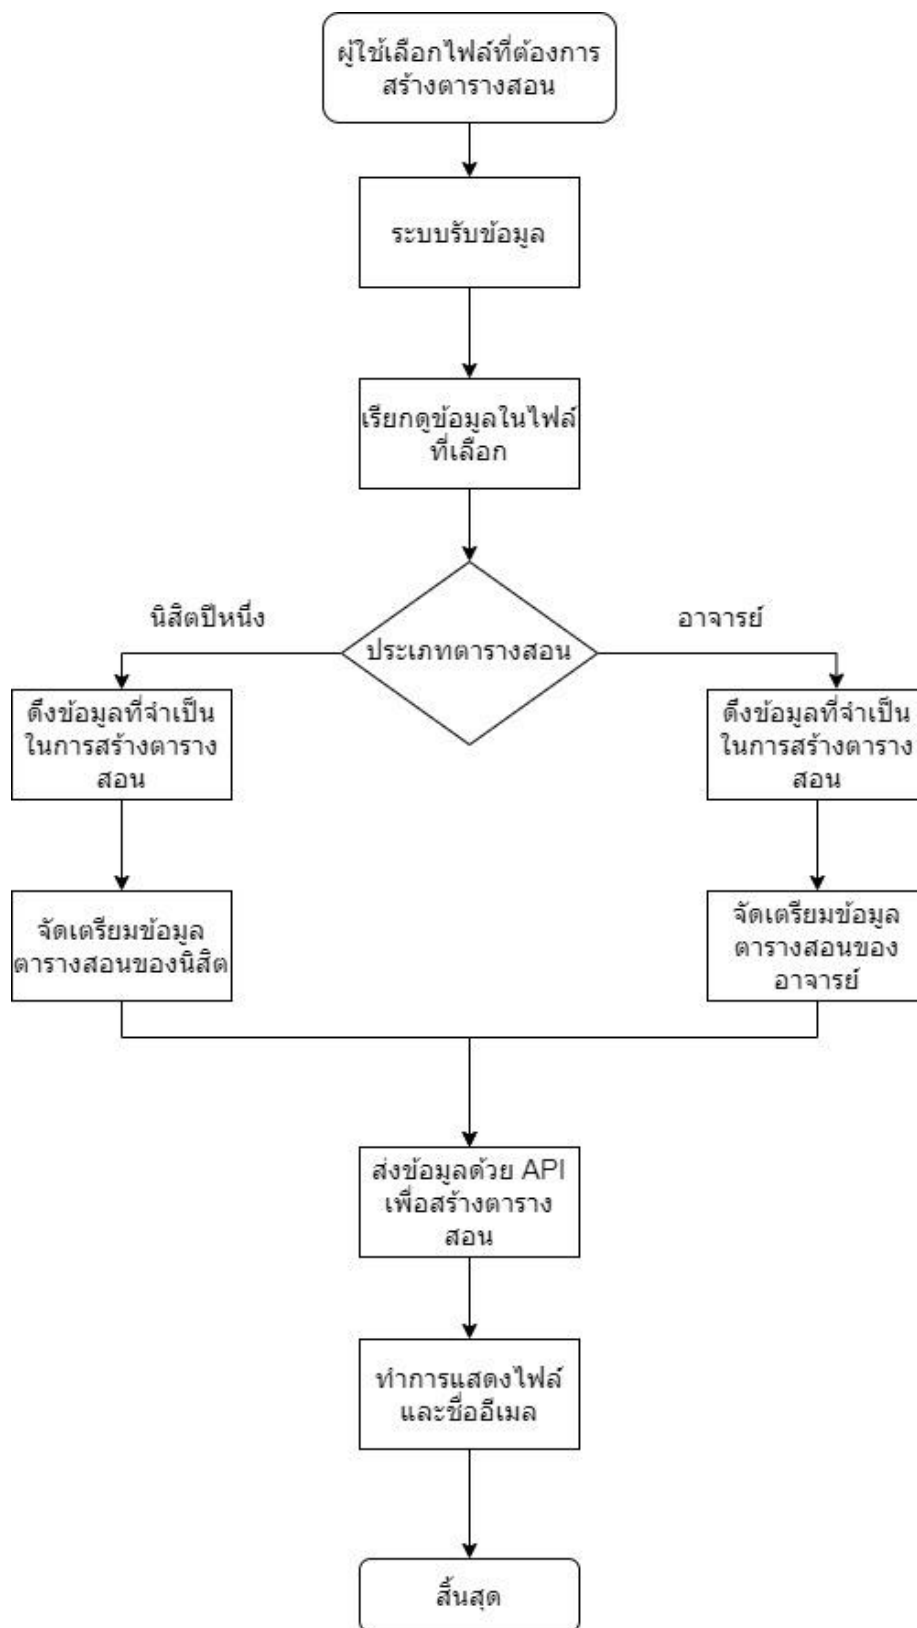 ผู้ใช้เลือกไฟล์ที่ต้องการ
สร้างตารางสอน
ระบบรับข้อมูล
เรียกดูข้อมูลในไฟล์
ที่เลือก
ประเภทตารางสอน
นิสิตปีหนึ่ง
อาจารย์
ดึงข้อมูลที่จำเป็น
ในการสร้างตาราง
สอน
ดึงข้อมูลที่จำเป็น
ในการสร้างตาราง
สอน
จัดเตรียมข้อมูล
ตารางสอนของนิสิต
จัดเตรียมข้อมูล
ตารางสอนของ
อาจารย์
ส่งข้อมูลด้วย API
เพื่อสร้างตาราง
สอน
ทำการแสดงไฟล์
และชื่ออีเมล
สิ้นสุด